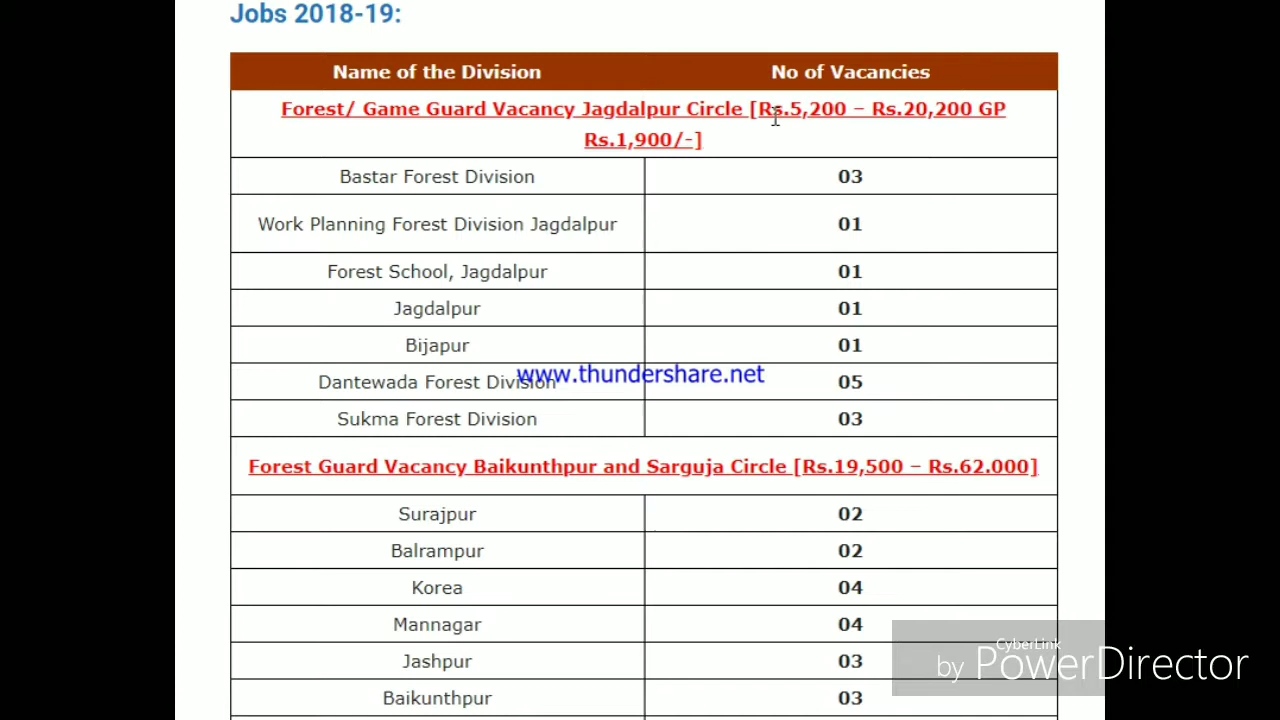 Jobs 2018-19:
Name of the Division No of Vacancies
Forest/ Game Guard Vacancy Jagdalpur Circle [Rs.5,200 – Rs.20,200 GP
Rs.1,900/-]
Bastar Forest Division 03
Work Planning Forest Division Jagdalpur 01
Forest School, Jagdalpur 01
Jagdalpur 01
Bijapur 01
www.thundershare.net
Dantewada Forest Division 05
Sukma Forest Division 03
Forest Guard Vacancy Baikunthpur and Sarguja Circle [Rs.19,500 – Rs.62.000]
Surajpur 02
Balrampur 02
Korea 04
Mannagar 04
Jashpur 03
Baikunthpur 03
CyberLink
by PowerDirector